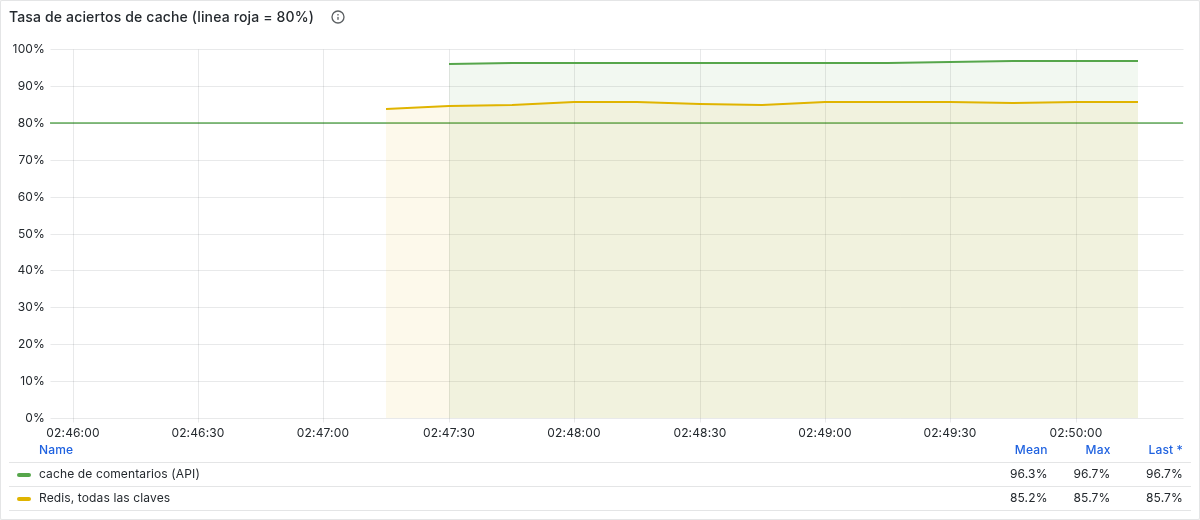 Tasa de aciertos de cache (linea roja = 80%)
100%
90%
80%
70%
60%
50%
40%
30%
20%
10%
0%
02:46:00 02:46:30 02:47:00 02:47:30 02:48:00 02:48:30 02:49:00 02:49:30 02:50:00
Name Mean Max Last *
cache de comentarios (API) 96.3% 96.7% 96.7%
Redis, todas las claves 85.2% 85.7% 85.7%